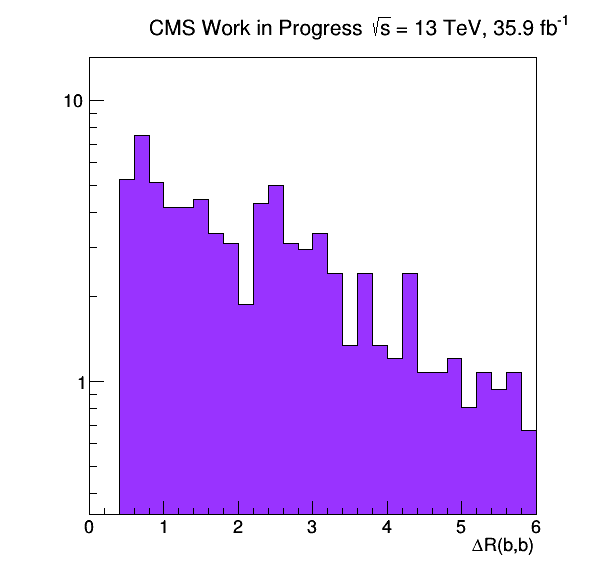 CMS Work in Progress √s = 13 TeV, 35.9 fb⁻¹
10
1
0 1 2 3 4 5 6
ΔR(b,b)